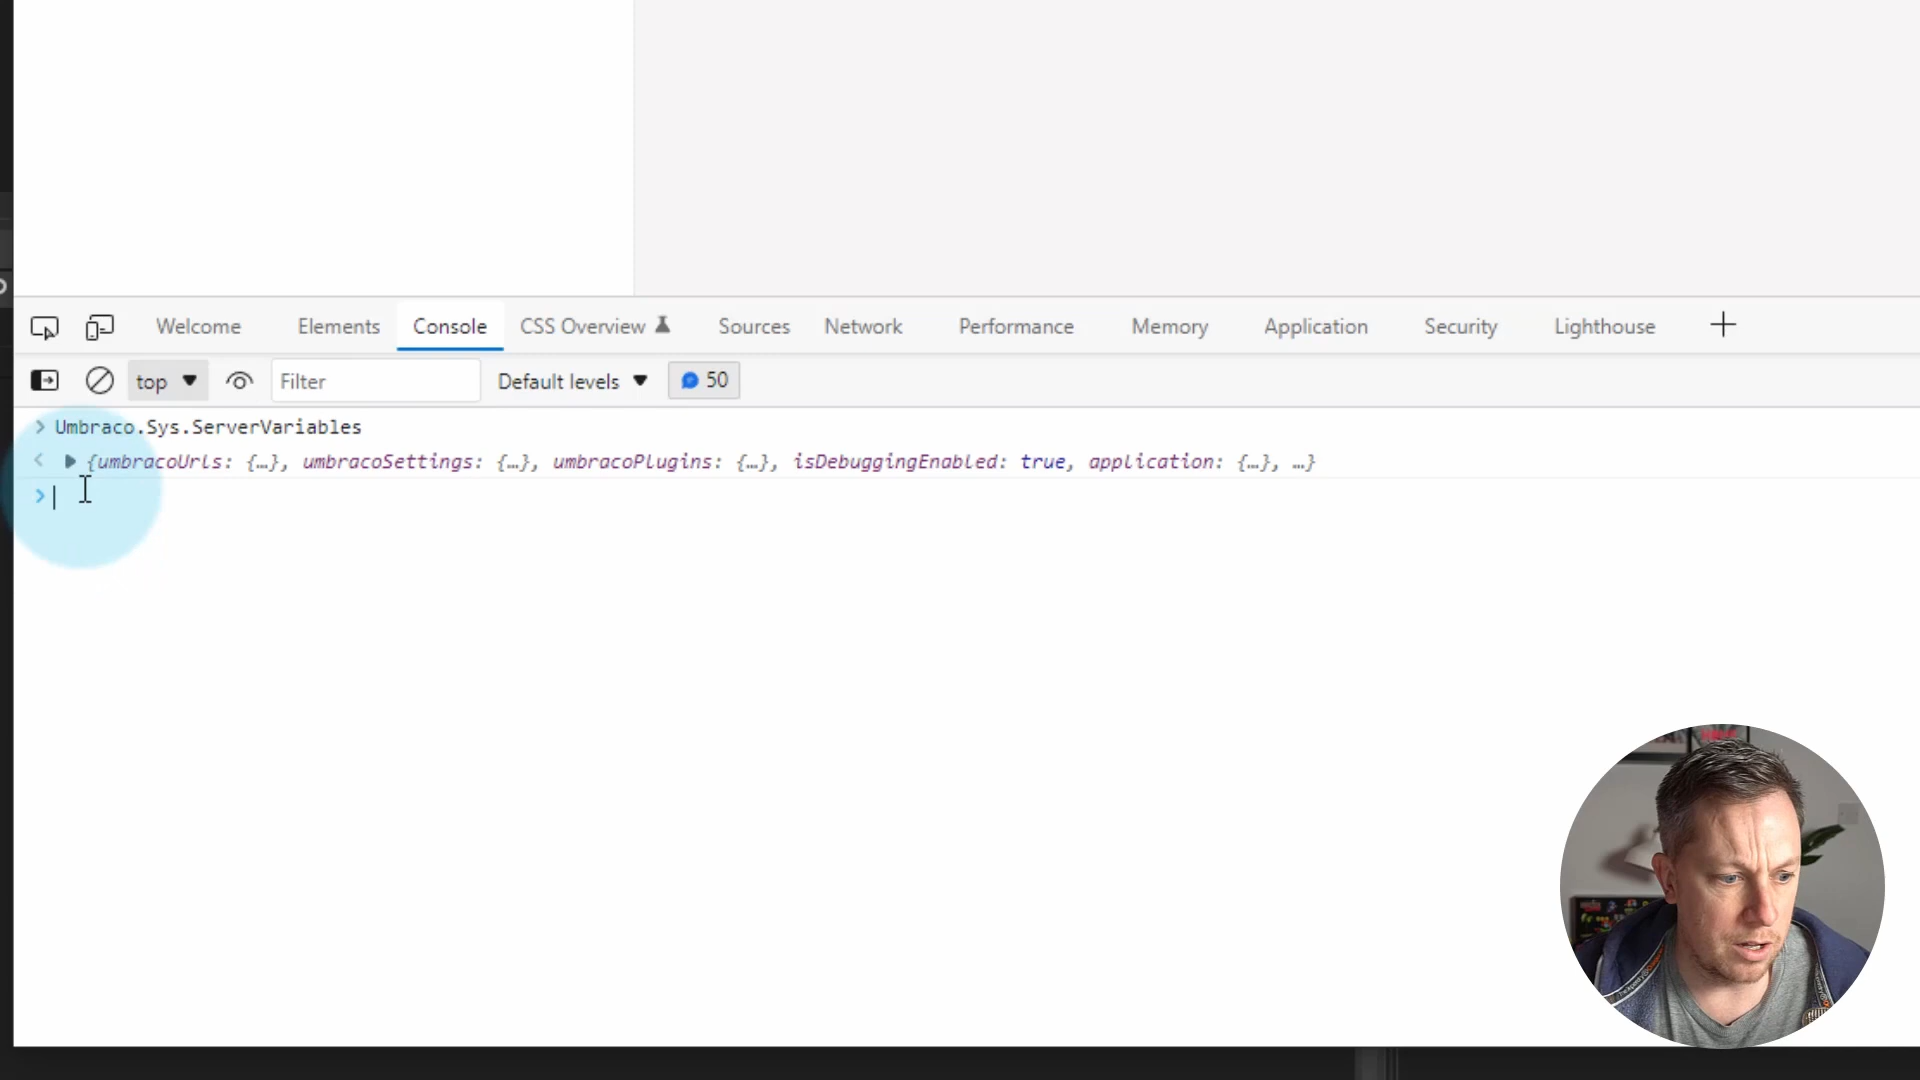 Welcome Elements Console CSS Overview Sources Network Performance Memory Application Security Lighthouse
top Filter Default levels 50
> Umbraco.Sys.ServerVariables
< {umbracoUrls: {…}, umbracoSettings: {…}, umbracoPlugins: {…}, isDebuggingEnabled: true, application: {…}, …}
>